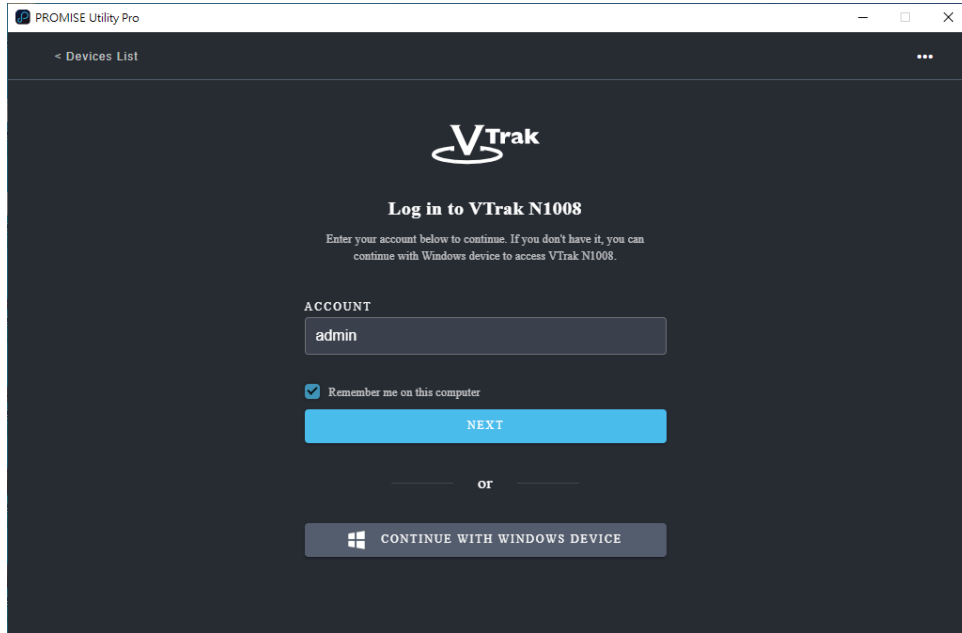 PROMISE Utility Pro
< Devices List
VTrak
Log in to VTrak N1008
Enter your account below to continue. If you don't have it, you can
continue with Windows device to access VTrak N1008.
ACCOUNT
admin
Remember me on this computer
NEXT
or
CONTINUE WITH WINDOWS DEVICE